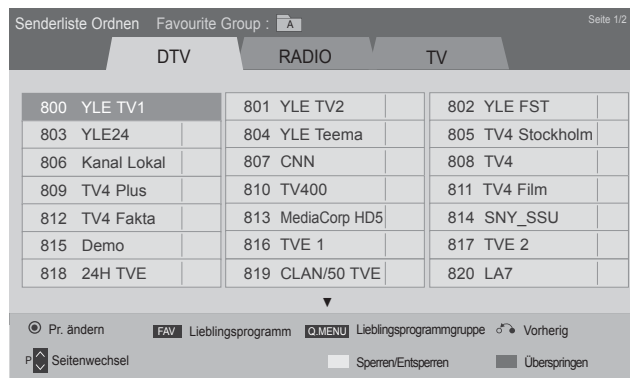 Senderliste Ordnen Favourite Group : A Seite 1/2
DTV RADIO TV
800 YLE TV1 801 YLE TV2 802 YLE FST
803 YLE24 804 YLE Teema 805 TV4 Stockholm
806 Kanal Lokal 807 CNN 808 TV4
809 TV4 Plus 810 TV400 811 TV4 Film
812 TV4 Fakta 813 MediaCorp HD5 814 SNY_SSU
815 Demo 816 TVE 1 817 TVE 2
818 24H TVE 819 CLAN/50 TVE 820 LA7
Pr. ändern FAV Lieblingsprogramm Q.MENU Lieblingsprogrammgruppe Vorherig
P Seitenwechsel Sperren/Entsperren Überspringen